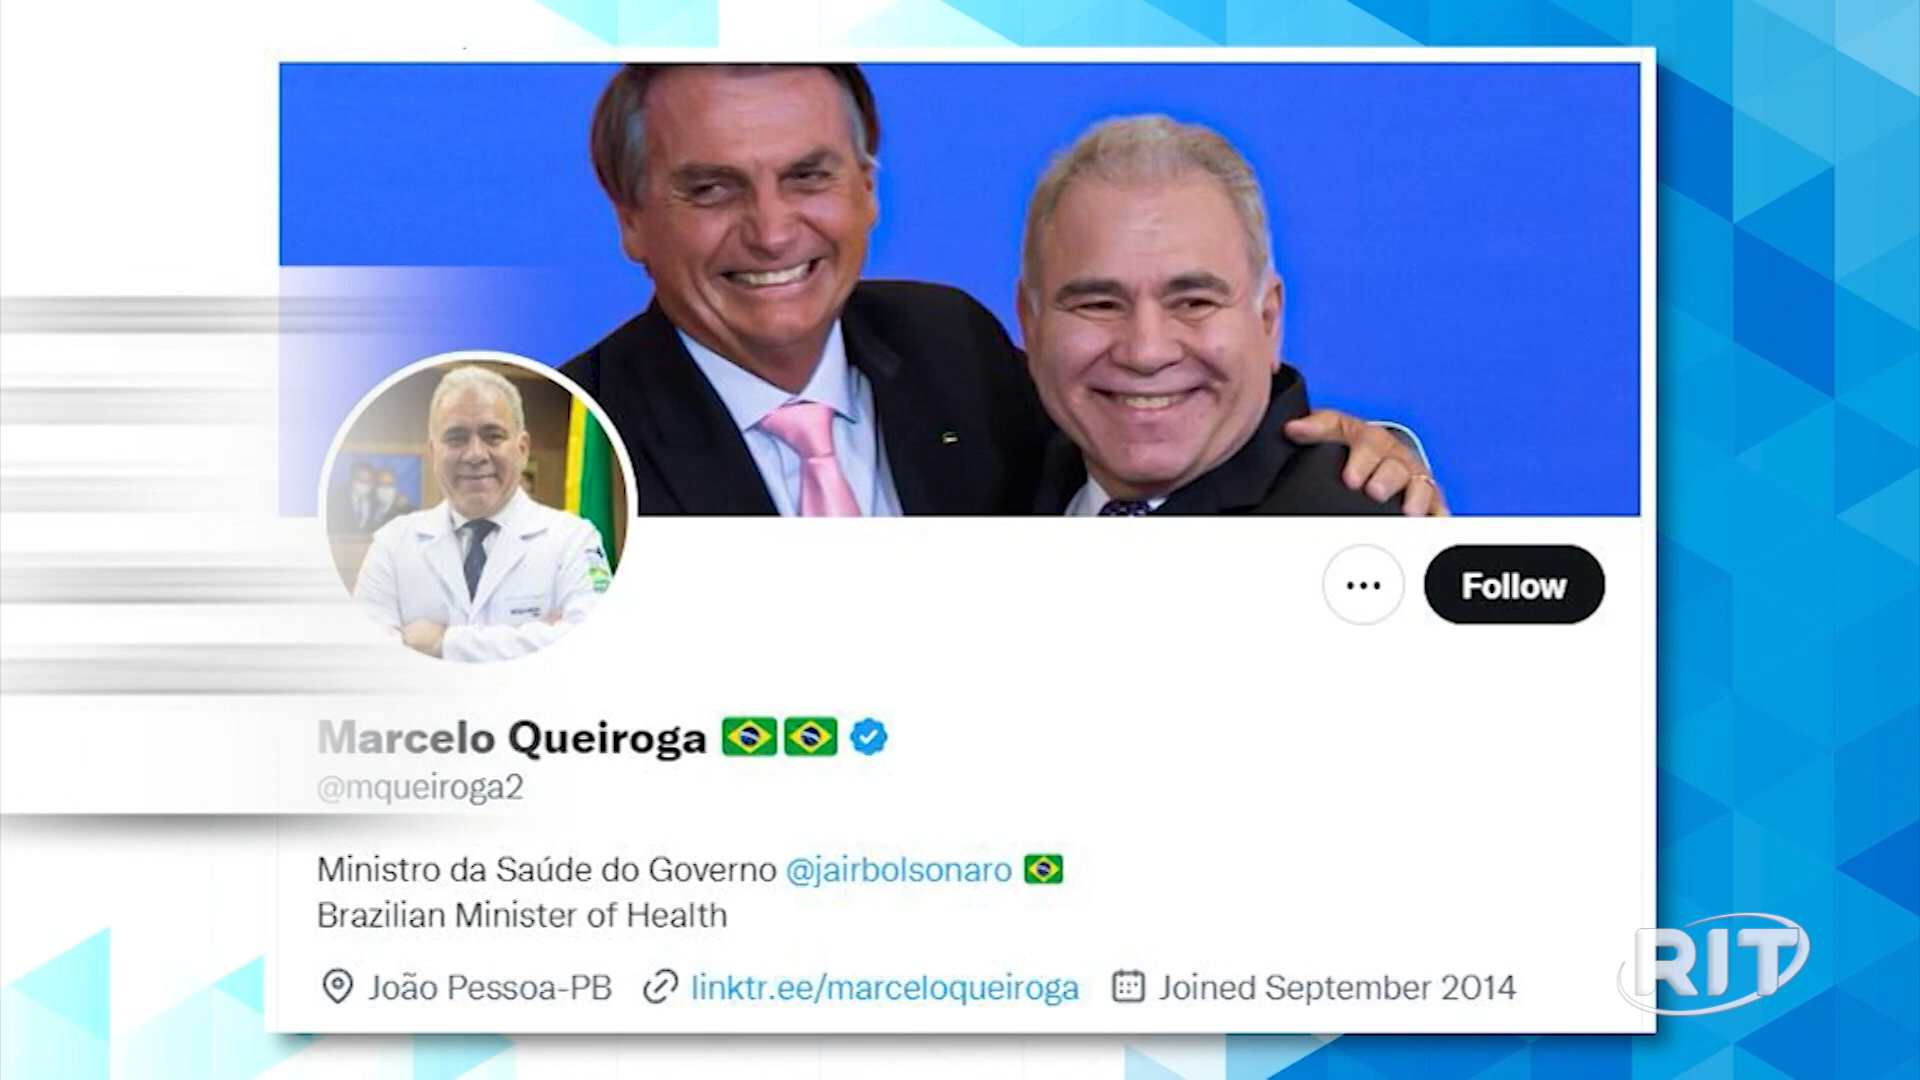 Follow
Marcelo Queiroga 🇧🇷🇧🇷
@mqueiroga2
Ministro da Saúde do Governo @jairbolsonaro 🇧🇷
Brazilian Minister of Health
João Pessoa-PB linktr.ee/marceloqueiroga Joined September 2014
RIT